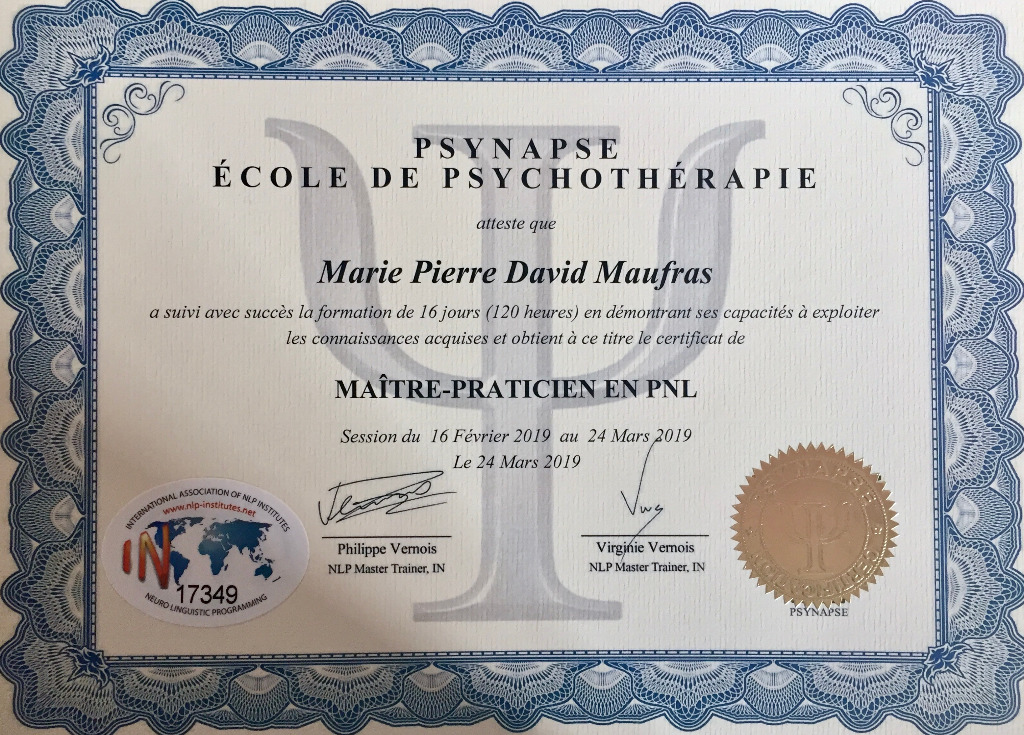 PSYNAPSE
ÉCOLE DE PSYCHOTHÉRAPIE
atteste que
Marie Pierre David Maufras
a suivi avec succès la formation de 16 jours (120 heures) en démontrant ses capacités à exploiter
les connaissances acquises et obtient à ce titre le certificat de
MAÎTRE-PRATICIEN EN PNL
Session du 16 Février 2019 au 24 Mars 2019
Le 24 Mars 2019
Philippe Vernois
NLP Master Trainer, IN
Virginie Vernois
NLP Master Trainer, IN
INTERNATIONAL ASSOCIATION OF NLP INSTITUTES
www.nlp-institutes.net
IN
17349
NEURO LINGUISTIC PROGRAMMING
PSYNAPSE